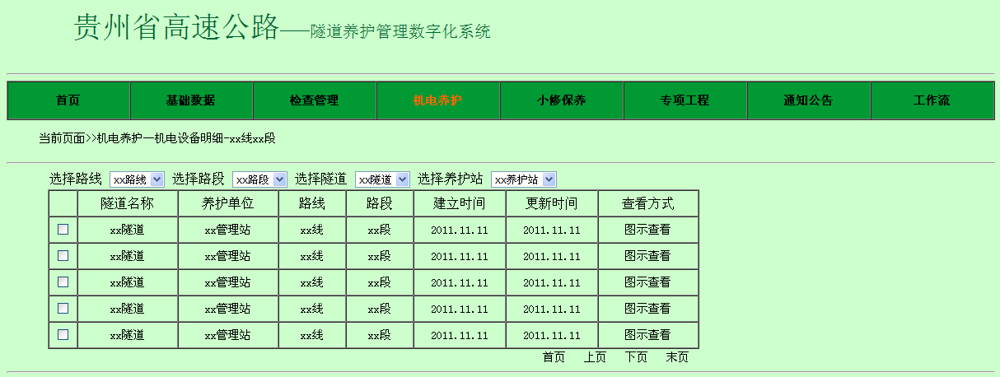 贵州省高速公路——隧道养护管理数字化系统
首页 基础数据 检查管理 机电养护 小修保养 专项工程 通知公告 工作流
当前页面>>机电养护—机电设备明细-xx线xx段
选择路线 xx路线 选择路段 xx路段 选择隧道 xx隧道 选择养护站 xx养护站
隧道名称 养护单位 路线 路段 建立时间 更新时间 查看方式
xx隧道 xx管理站 xx线 xx段 2011.11.11 2011.11.11 图示查看
xx隧道 xx管理站 xx线 xx段 2011.11.11 2011.11.11 图示查看
xx隧道 xx管理站 xx线 xx段 2011.11.11 2011.11.11 图示查看
xx隧道 xx管理站 xx线 xx段 2011.11.11 2011.11.11 图示查看
xx隧道 xx管理站 xx线 xx段 2011.11.11 2011.11.11 图示查看
首页 上页 下页 末页